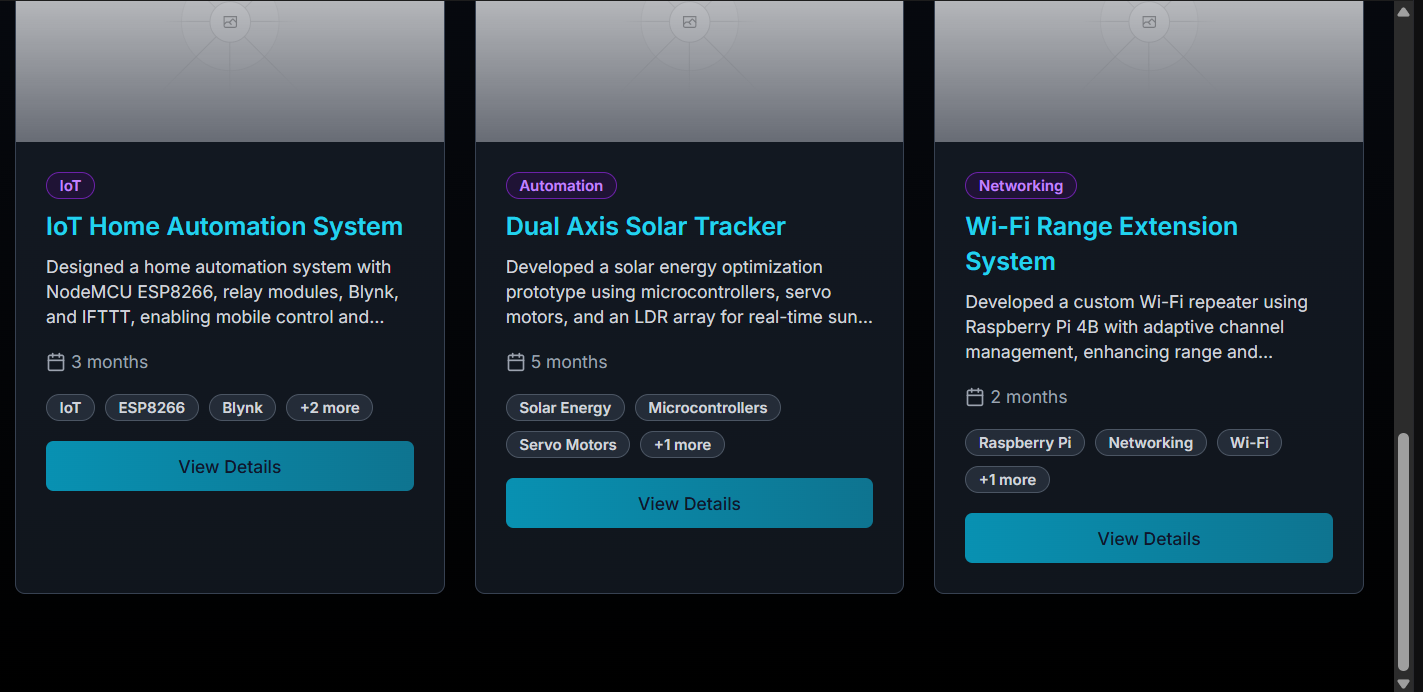 IoT
IoT Home Automation System
Designed a home automation system with
NodeMCU ESP8266, relay modules, Blynk,
and IFTTT, enabling mobile control and...
3 months
IoT
ESP8266
Blynk
+2 more
View Details
Automation
Dual Axis Solar Tracker
Developed a solar energy optimization
prototype using microcontrollers, servo
motors, and an LDR array for real-time sun...
5 months
Solar Energy
Microcontrollers
Servo Motors
+1 more
View Details
Networking
Wi-Fi Range Extension
System
Developed a custom Wi-Fi repeater using
Raspberry Pi 4B with adaptive channel
management, enhancing range and...
2 months
Raspberry Pi
Networking
Wi-Fi
+1 more
View Details